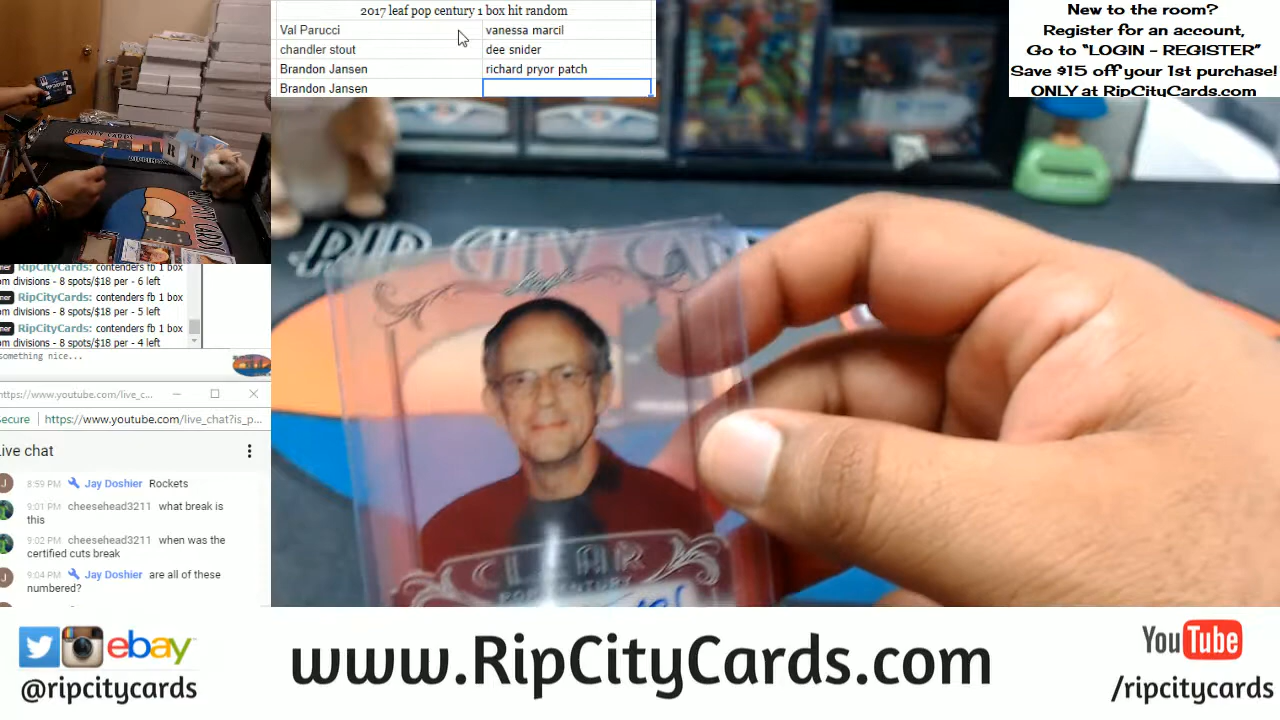 2017 leaf pop century 1 box hit random
Val Parucci vanessa marcil
chandler stout dee snider
Brandon Jansen richard pryor patch
Brandon Jansen
New to the room?
Register for an account,
Go to “LOGIN - REGISTER”
Save $15 off your 1st purchase!
ONLY at RipCityCards.com
RIP CITY CARDS
RipCityCards: contenders fb 1 box
om divisions - 8 spots/$18 per - 6 left
RipCityCards: contenders fb 1 box
om divisions - 8 spots/$18 per - 5 left
RipCityCards: contenders fb 1 box
om divisions - 8 spots/$18 per - 4 left
something nice...
https://www.youtube.com/live_c...
ecure https://www.youtube.com/live_chat?is_p...
ive chat
8:59 PM Jay Doshier Rockets
9:01 PM cheesehead3211 what break is
this
9:02 PM cheesehead3211 when was the
certified cuts break
9:04 PM Jay Doshier are all of these
numbered?
CLEAR
POP CENTURY
ebay
@ripcitycards
www.RipCityCards.com
YouTube
/ripcitycards